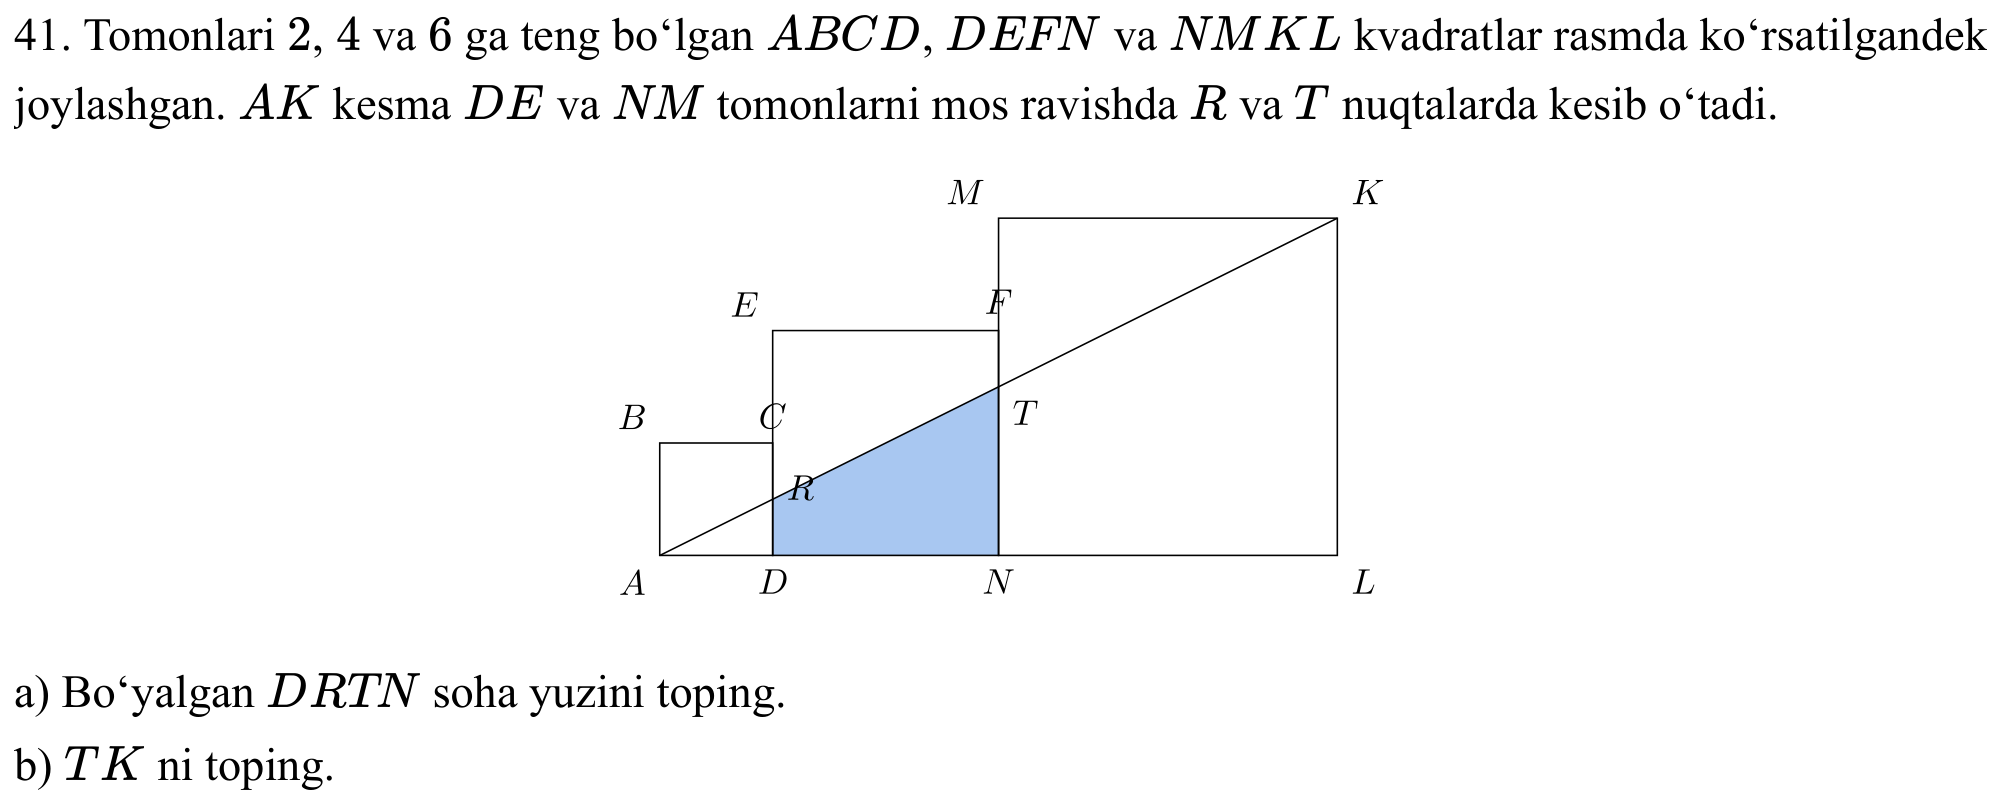 41. Tomonlari 2, 4 va 6 ga teng bo‘lgan ABCD, DEFN va NMKL kvadratlar rasmda ko‘rsatilgandek
joylashgan. AK kesma DE va NM tomonlarni mos ravishda R va T nuqtalarda kesib o‘tadi.
M K
E F
B C T
R
A D N L
a) Bo‘yalgan DRTN soha yuzini toping.
b) TK ni toping.